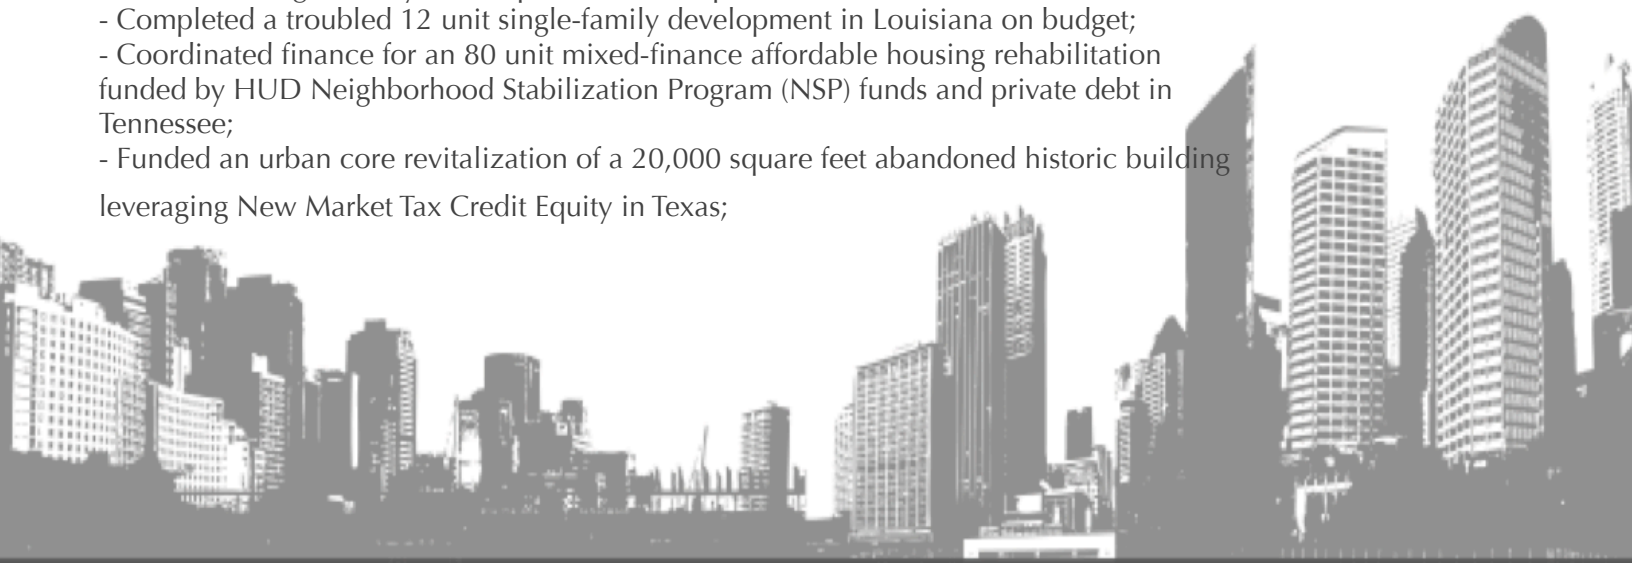 - Completed a troubled 12 unit single-family development in Louisiana on budget;
- Coordinated finance for an 80 unit mixed-finance affordable housing rehabilitation
funded by HUD Neighborhood Stabilization Program (NSP) funds and private debt in
Tennessee;
- Funded an urban core revitalization of a 20,000 square feet abandoned historic building
leveraging New Market Tax Credit Equity in Texas;